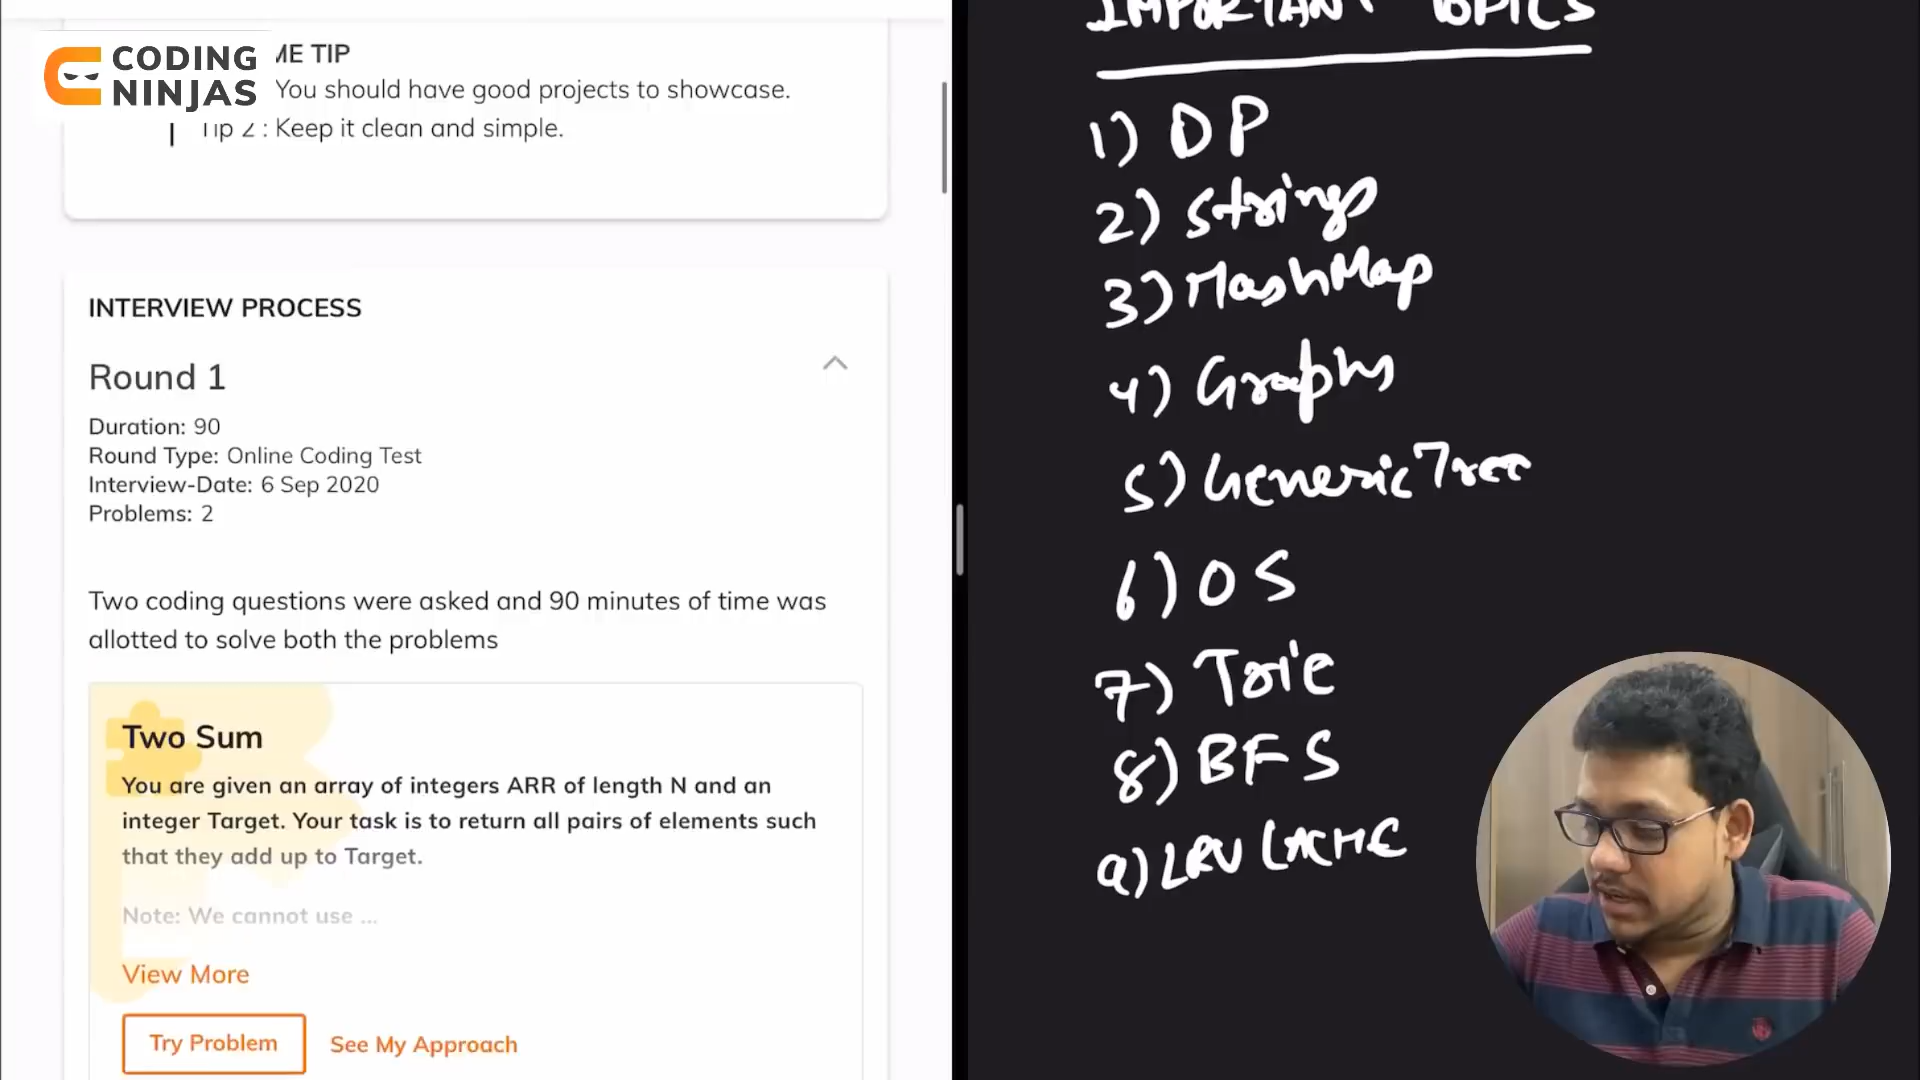 CODING
NINJAS
ME TIP
You should have good projects to showcase.
Tip 2 : Keep it clean and simple.
INTERVIEW PROCESS
Round 1
Duration: 90
Round Type: Online Coding Test
Interview-Date: 6 Sep 2020
Problems: 2
Two coding questions were asked and 90 minutes of time was
allotted to solve both the problems
Two Sum
You are given an array of integers ARR of length N and an
integer Target. Your task is to return all pairs of elements such
that they add up to Target.
Note: We cannot use ...
View More
Try Problem
See My Approach
IMPORTANT TOPICS
1) DP
2) Strings
3) HashMap
4) Graphs
5) Generic Tree
6) OS
7) Trie
8) BFS
9) LRU CACHE